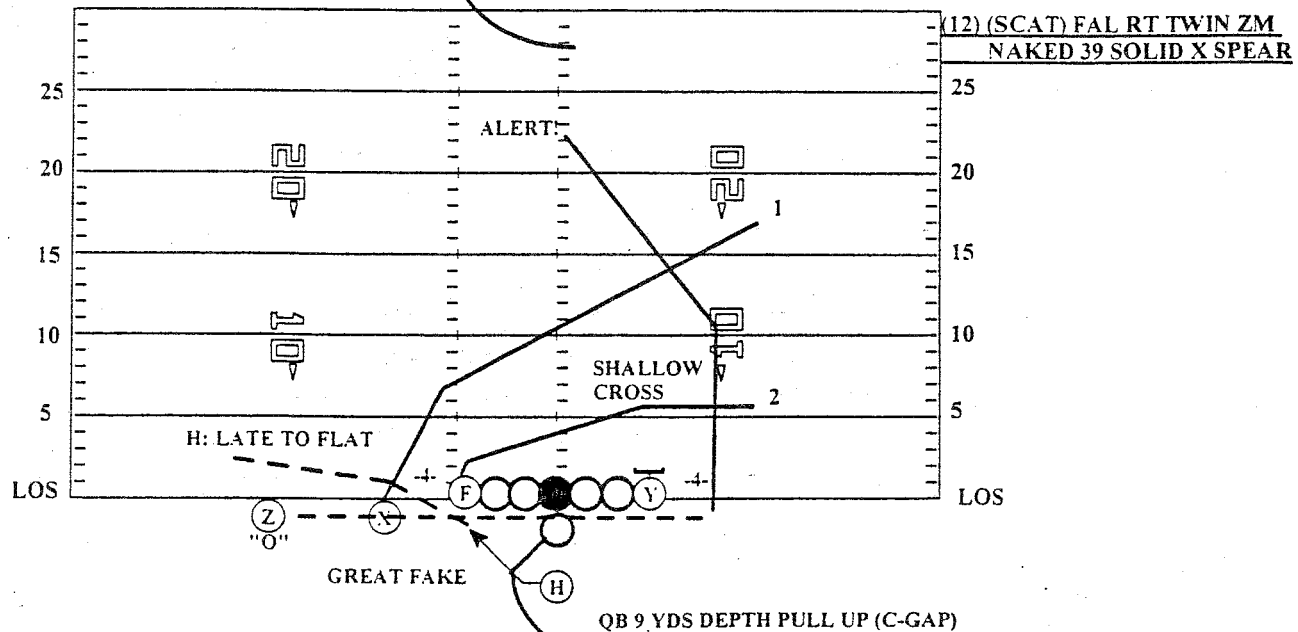 (12) (SCAT) FAL RT TWIN ZM
NAKED 39 SOLID X SPEAR
25
25
ALERT!
20
20
20
20
1
15
15
10
10
10
10
SHALLOW
CROSS
2
5
5
H: LATE TO FLAT
-4-
-4-
LOS
F
Y
LOS
Z
X
"O"
GREAT FAKE
H
QB 9 YDS DEPTH PULL UP (C-GAP)